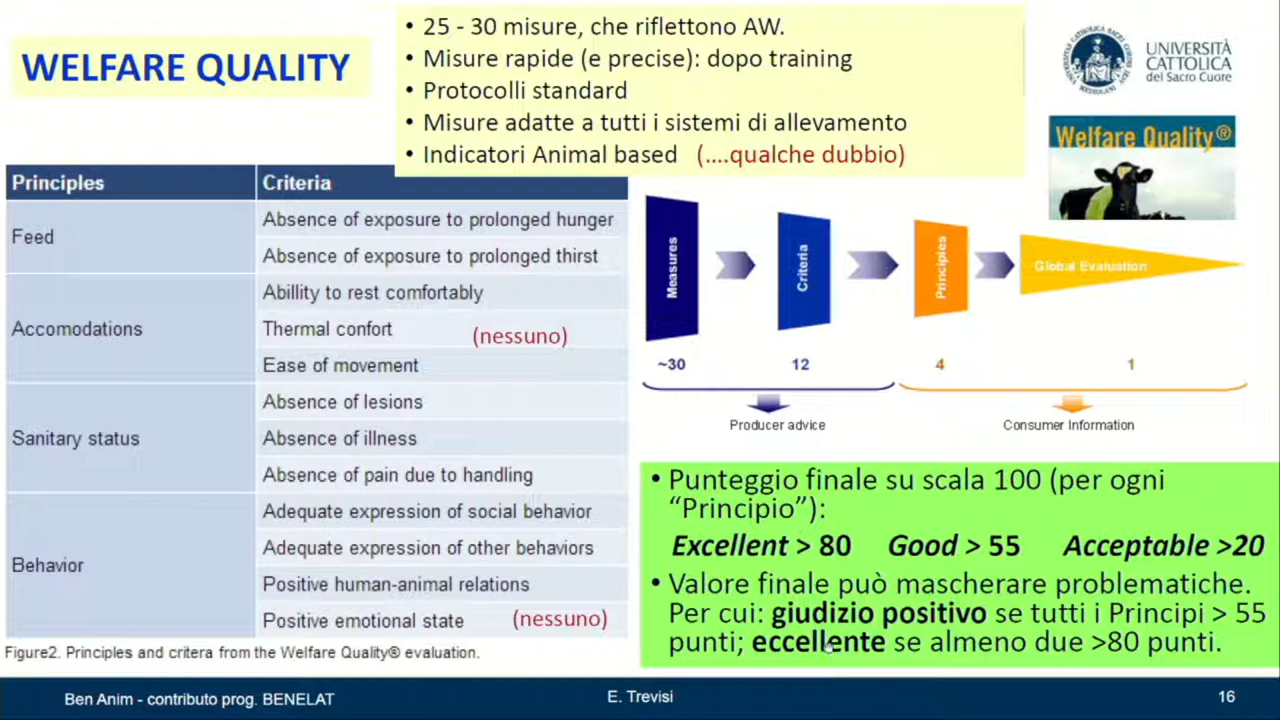 WELFARE QUALITY
• 25 - 30 misure, che riflettono AW.
• Misure rapide (e precise): dopo training
• Protocolli standard
• Misure adatte a tutti i sistemi di allevamento
• Indicatori Animal based (....qualche dubbio)
UNIVERSITÀ
CATTOLICA
del Sacro Cuore
Welfare Quality®
Principles Criteria
Feed
Absence of exposure to prolonged hunger
Absence of exposure to prolonged thirst
Accomodations
Abillity to rest comfortably
Thermal confort (nessuno)
Ease of movement
Sanitary status
Absence of lesions
Absence of illness
Absence of pain due to handling
Behavior
Adequate expression of social behavior
Adequate expression of other behaviors
Positive human-animal relations
Positive emotional state (nessuno)
Figure2. Principles and critera from the Welfare Quality® evaluation.
Measures
Criteria
Principles
Global Evaluation
~30 12 4 1
Producer advice
Consumer Information
• Punteggio finale su scala 100 (per ogni
“Principio”):
Excellent > 80 Good > 55 Acceptable >20
• Valore finale può mascherare problematiche.
Per cui: giudizio positivo se tutti i Principi > 55
punti; eccellente se almeno due >80 punti.
Ben Anim - contributo prog. BENELAT
E. Trevisi
16